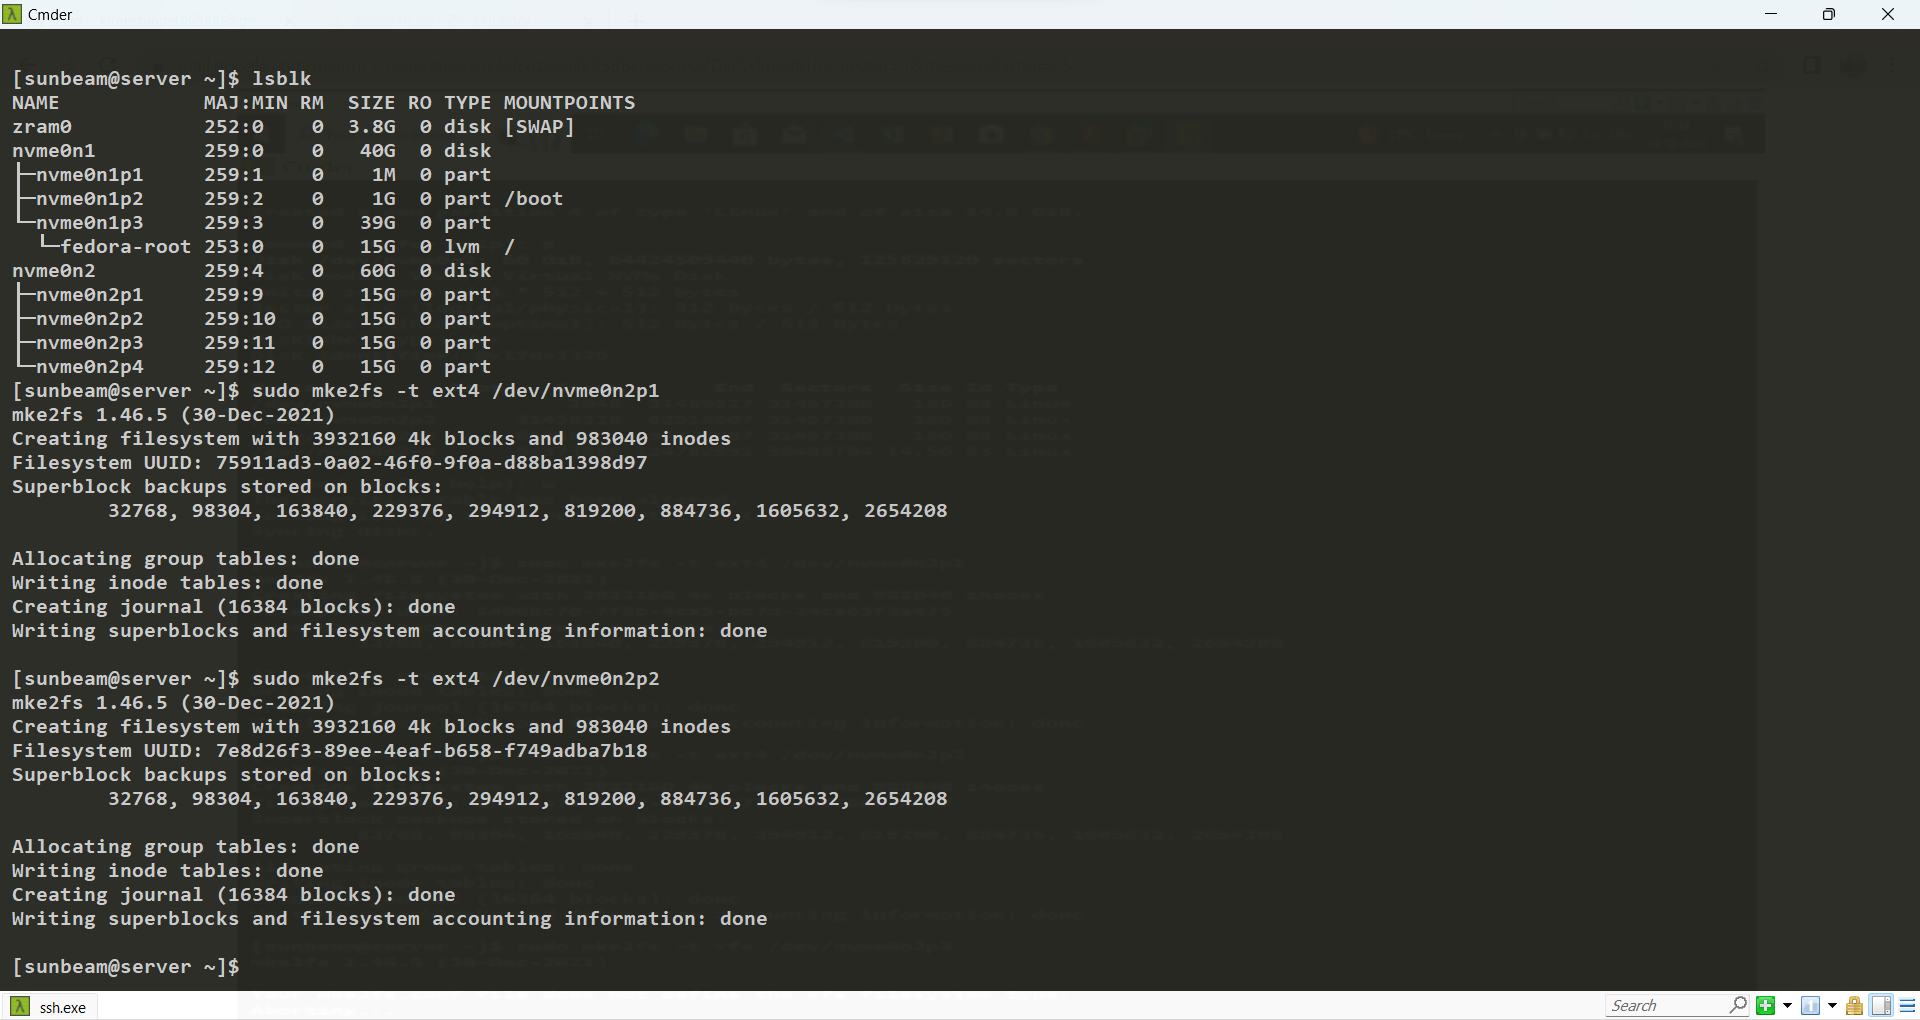 Cmder
[sunbeam@server ~]$ lsblk
NAME            MAJ:MIN RM  SIZE RO TYPE MOUNTPOINTS
zram0           252:0    0  3.8G  0 disk [SWAP]
nvme0n1         259:0    0   40G  0 disk
├─nvme0n1p1     259:1    0    1M  0 part
├─nvme0n1p2     259:2    0    1G  0 part /boot
└─nvme0n1p3     259:3    0   39G  0 part
  └─fedora-root 253:0    0   15G  0 lvm  /
nvme0n2         259:4    0   60G  0 disk
├─nvme0n2p1     259:9    0   15G  0 part
├─nvme0n2p2     259:10   0   15G  0 part
├─nvme0n2p3     259:11   0   15G  0 part
└─nvme0n2p4     259:12   0   15G  0 part
[sunbeam@server ~]$ sudo mke2fs -t ext4 /dev/nvme0n2p1
mke2fs 1.46.5 (30-Dec-2021)
Creating filesystem with 3932160 4k blocks and 983040 inodes
Filesystem UUID: 75911ad3-0a02-46f0-9f0a-d88ba1398d97
Superblock backups stored on blocks:
        32768, 98304, 163840, 229376, 294912, 819200, 884736, 1605632, 2654208
Allocating group tables: done
Writing inode tables: done
Creating journal (16384 blocks): done
Writing superblocks and filesystem accounting information: done
[sunbeam@server ~]$ sudo mke2fs -t ext4 /dev/nvme0n2p2
mke2fs 1.46.5 (30-Dec-2021)
Creating filesystem with 3932160 4k blocks and 983040 inodes
Filesystem UUID: 7e8d26f3-89ee-4eaf-b658-f749adba7b18
Superblock backups stored on blocks:
        32768, 98304, 163840, 229376, 294912, 819200, 884736, 1605632, 2654208
Allocating group tables: done
Writing inode tables: done
Creating journal (16384 blocks): done
Writing superblocks and filesystem accounting information: done
[sunbeam@server ~]$
ssh.exe
Search